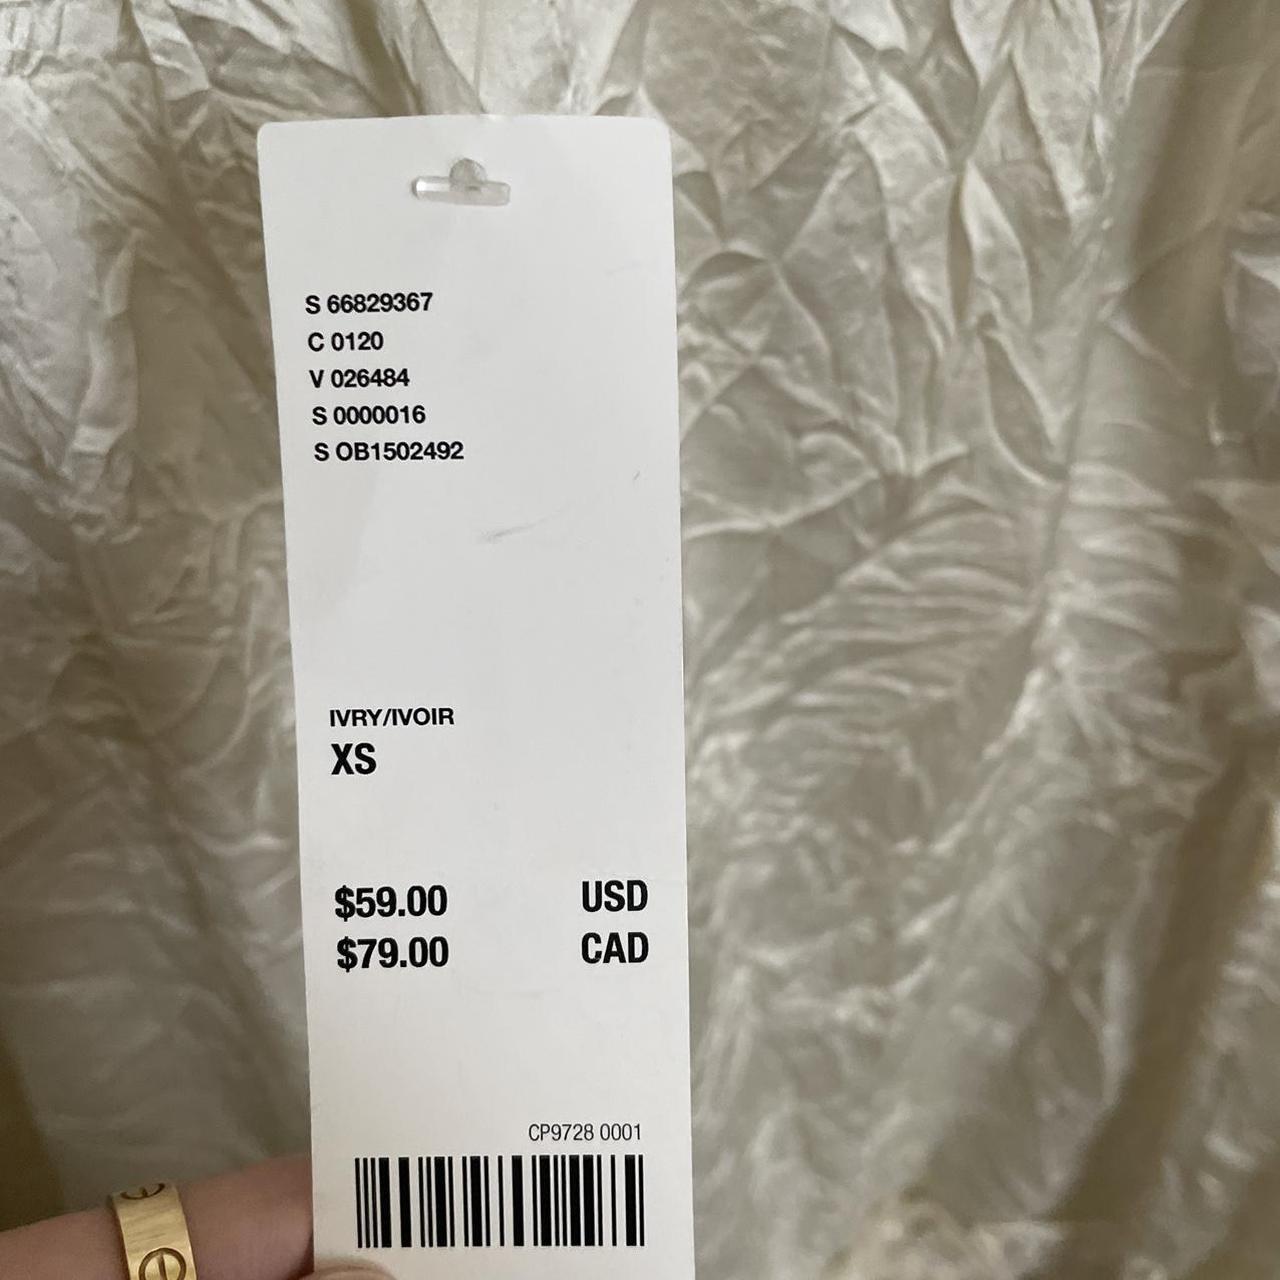 S 66829367
C 0120
V 026484
S 0000016
S OB1502492
IVRY/IVOIR
XS
$59.00 USD
$79.00 CAD
CP9728 0001